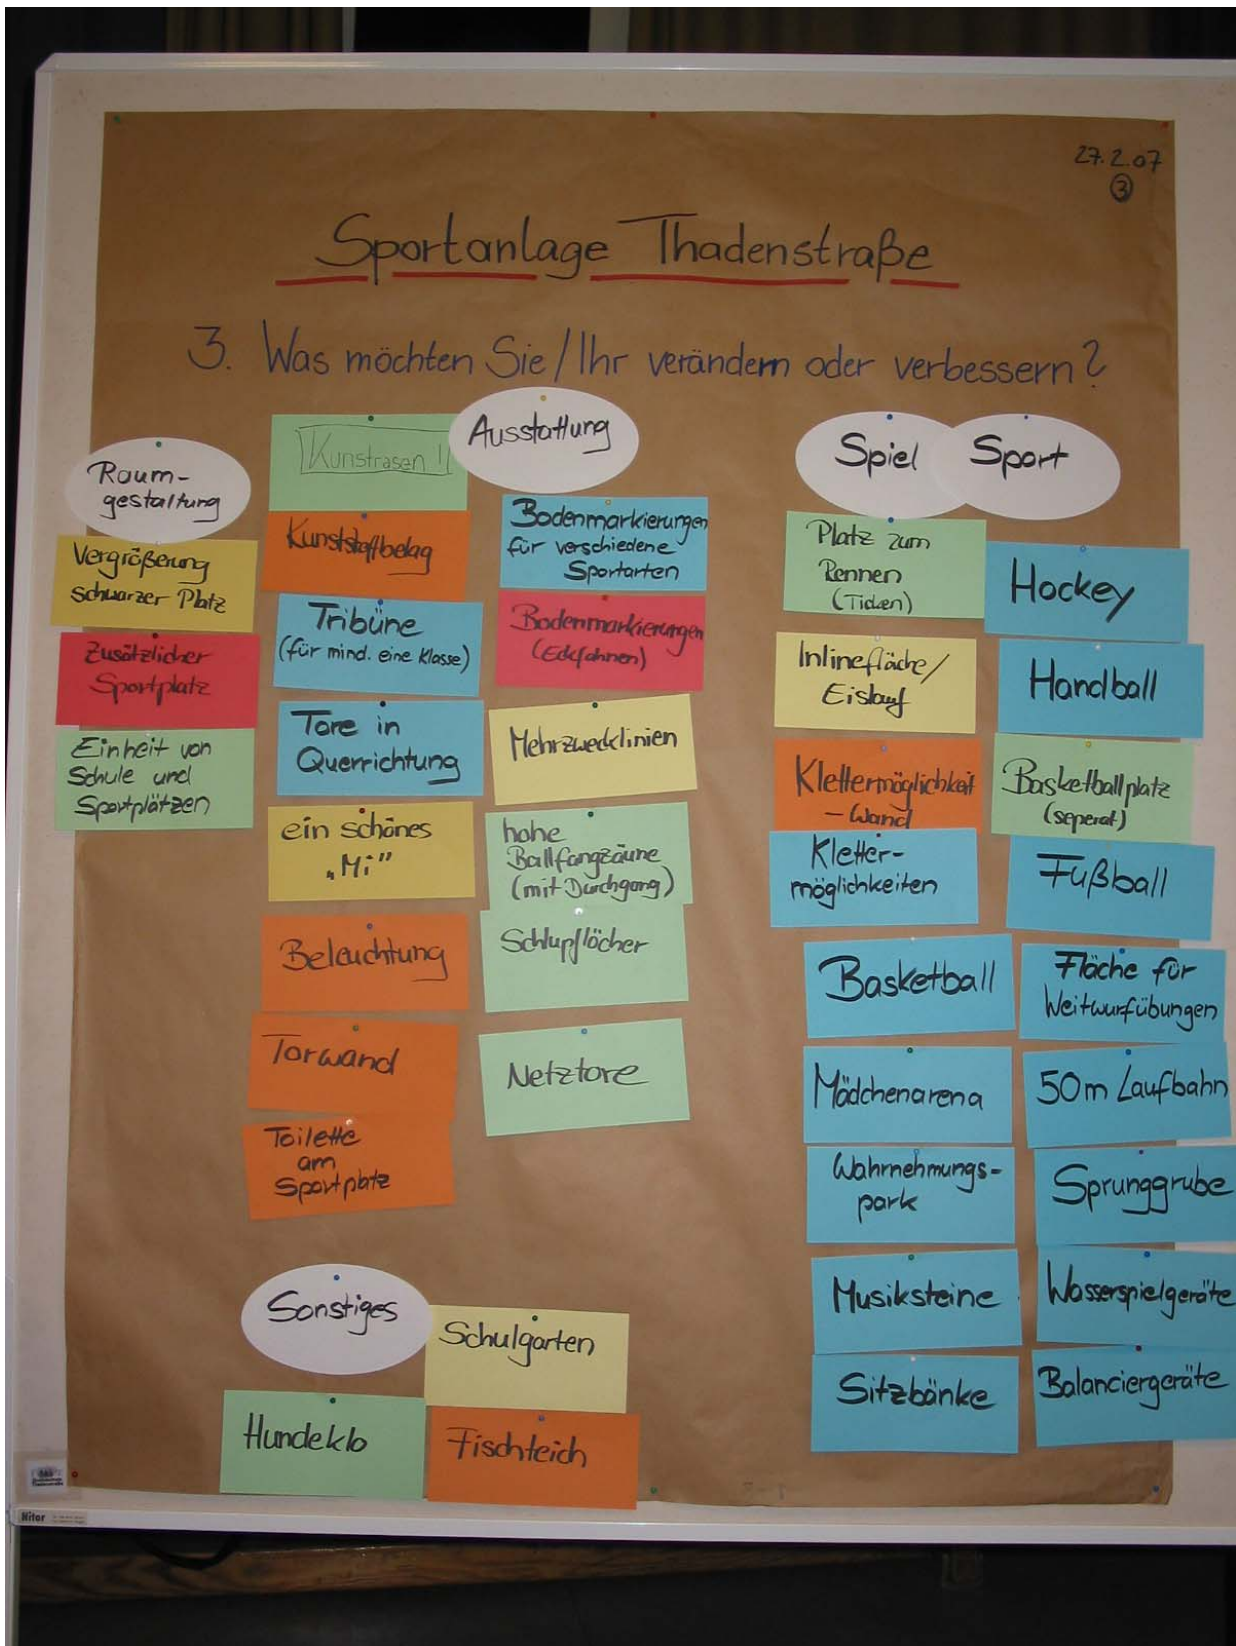 27.2.07
3
Sportanlage Thadenstraße
3. Was möchten Sie/Ihr verändern oder verbessern?
Raum-
gestaltung
Vergrößerung
schwarzer Platz
Zusätzlicher
Sportplatz
Einheit von
Schule und
Sportplätzen
Ausstattung
Kunstrasen!!
Kunststoffbelag
Tribüne
(für mind. eine Klasse)
Tore in
Querrichtung
ein schönes
„Mi"
Beleuchtung
Torwand
Toilette
am
Sportplatz
Bodenmarkierungen
für verschiedene
Sportarten
Bodenmarkierungen
(Eckfahnen)
Mehrzwecklinien
hohe
Ballfangzäune
(mit Durchgang)
Schlupflöcher
Netztore
Spiel
Sport
Platz zum
Rennen
(Ticken)
Inlinefläche/
Eislauf
Klettermöglichkeit
- Wand
Kletter-
möglichkeiten
Basketball
Mädchenarena
Wahrnehmungs-
park
Musiksteine
Sitzbänke
Hockey
Handball
Basketballplatz
(seperat)
Fußball
Fläche für
Weitwurfübungen
50m Laufbahn
Sprunggrube
Wasserspielgeräte
Balanciergeräte
Sonstiges
Schulgarten
Hundeklo
Fischteich
Nitor